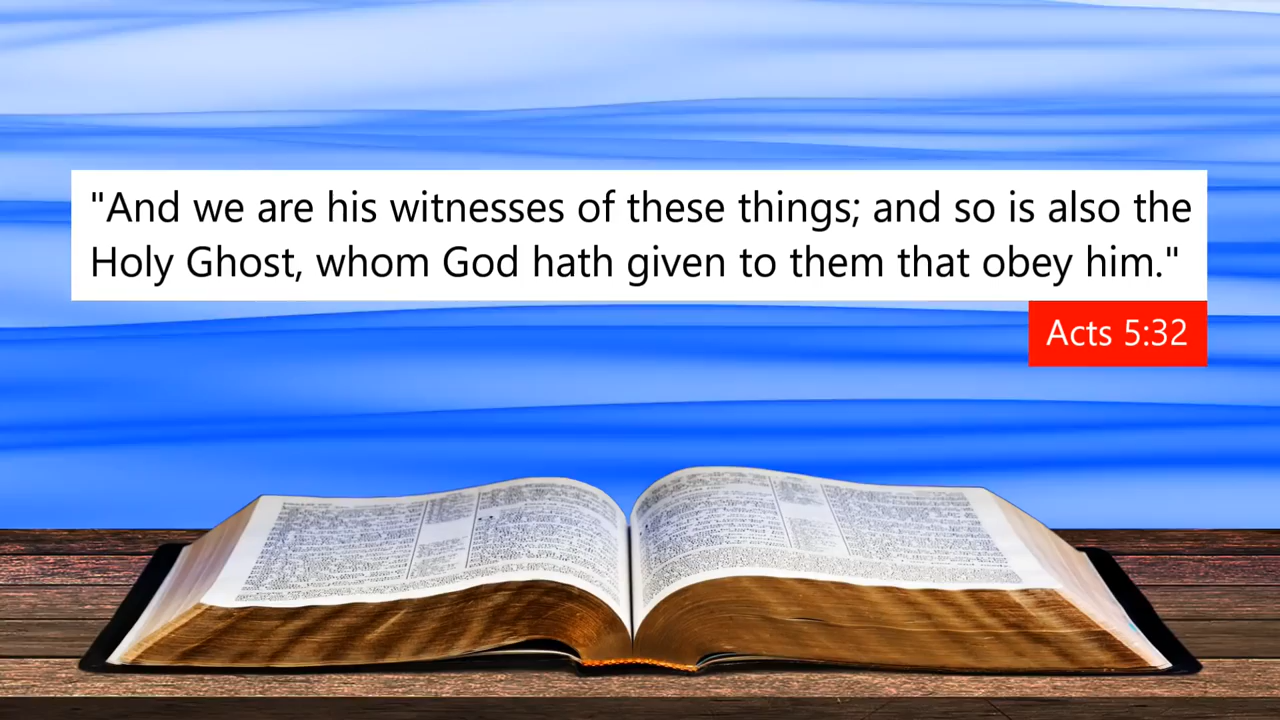 "And we are his witnesses of these things; and so is also the
Holy Ghost, whom God hath given to them that obey him."
Acts 5:32